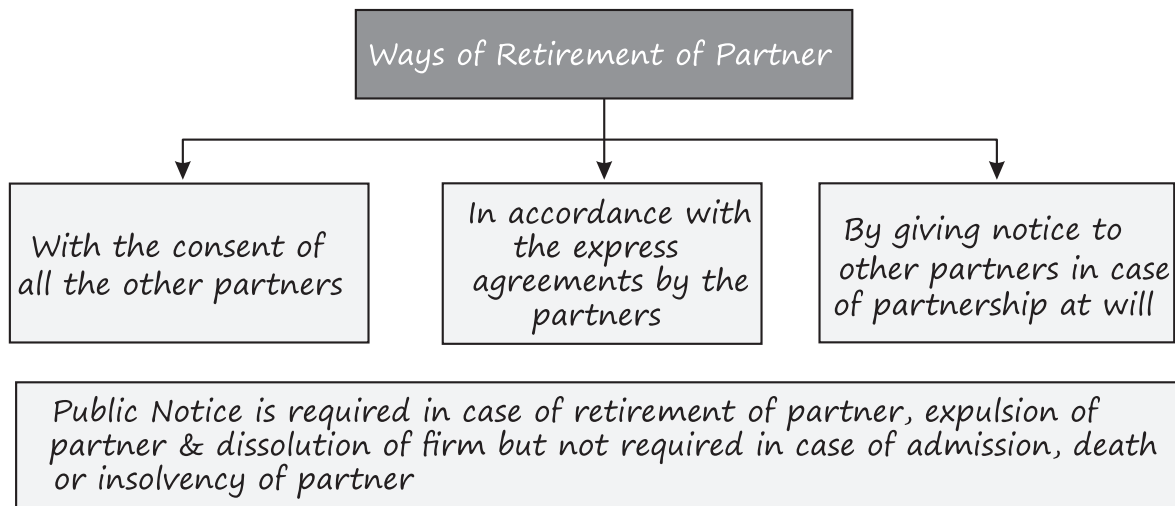 Ways of Retirement of Partner
With the consent of
all the other partners
In accordance with
the express
agreements by the
partners
By giving notice to
other partners in case
of partnership at will
Public Notice is required in case of retirement of partner, expulsion of
partner & dissolution of firm but not required in case of admission, death
or insolvency of partner